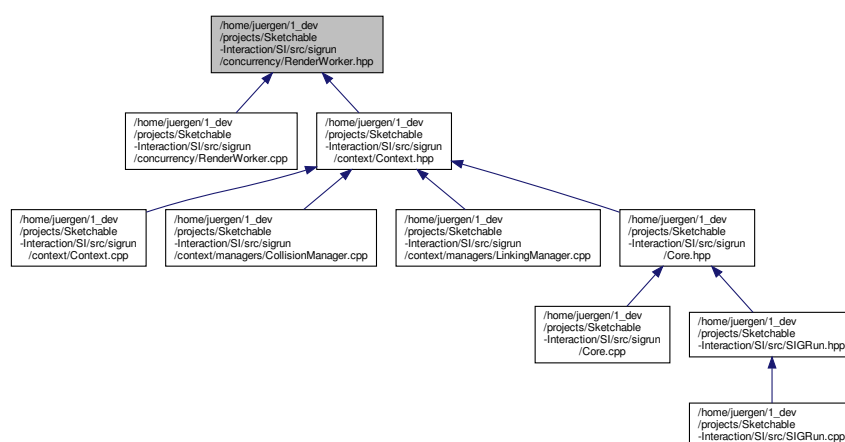 /home/juergen/1_dev
/projects/Sketchable
-Interaction/SI/src/sigrun
/concurrency/RenderWorker.hpp
/home/juergen/1_dev
/projects/Sketchable
-Interaction/SI/src/sigrun
/concurrency/RenderWorker.cpp
/home/juergen/1_dev
/projects/Sketchable
-Interaction/SI/src/sigrun
/context/Context.hpp
/home/juergen/1_dev
/projects/Sketchable
-Interaction/SI/src/sigrun
/context/Context.cpp
/home/juergen/1_dev
/projects/Sketchable
-Interaction/SI/src/sigrun
/context/managers/CollisionManager.cpp
/home/juergen/1_dev
/projects/Sketchable
-Interaction/SI/src/sigrun
/context/managers/LinkingManager.cpp
/home/juergen/1_dev
/projects/Sketchable
-Interaction/SI/src/sigrun
/Core.hpp
/home/juergen/1_dev
/projects/Sketchable
-Interaction/SI/src/sigrun
/Core.cpp
/home/juergen/1_dev
/projects/Sketchable
-Interaction/SI/src/SIGRun.hpp
/home/juergen/1_dev
/projects/Sketchable
-Interaction/SI/src/SIGRun.cpp